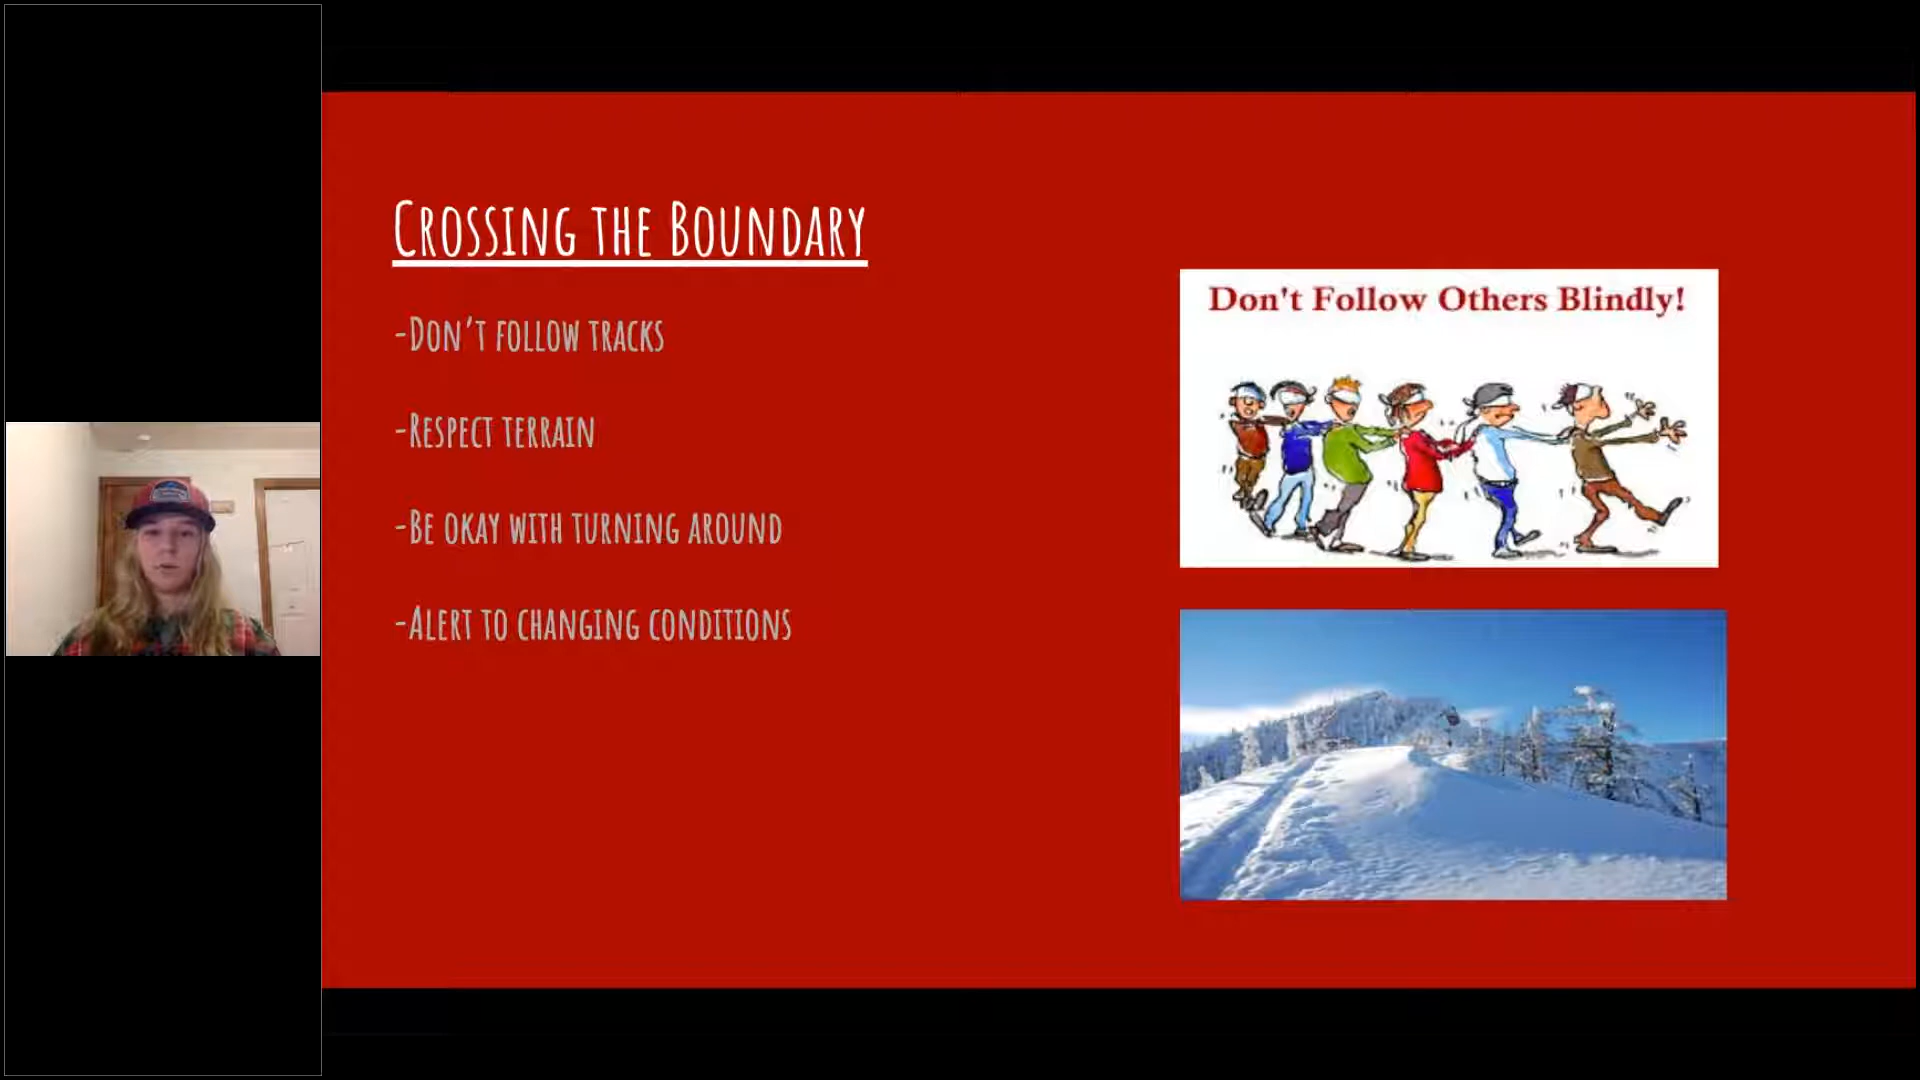 Crossing the Boundary
-Don't follow tracks
-Respect terrain
-Be okay with turning around
-Alert to changing conditions
Don't Follow Others Blindly!